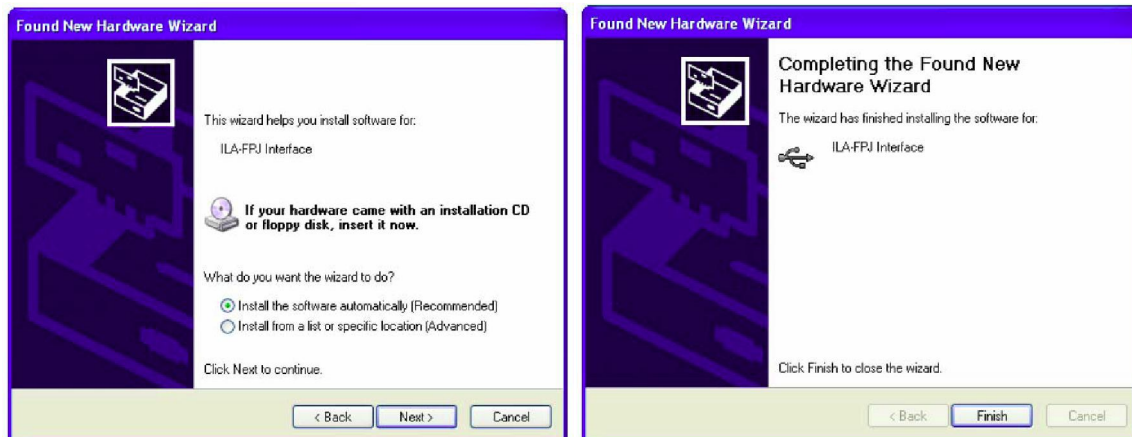 Found New Hardware Wizard
This wizard helps you install software for:
ILA-FPJ Interface
If your hardware came with an installation CD
or floppy disk, insert it now.
What do you want the wizard to do?
Install the software automatically (Recommended)
Install from a list or specific location (Advanced)
Click Next to continue.
< Back
Next >
Cancel
Found New Hardware Wizard
Completing the Found New
Hardware Wizard
The wizard has finished installing the software for:
ILA-FPJ Interface
Click Finish to close the wizard.
< Back
Finish
Cancel